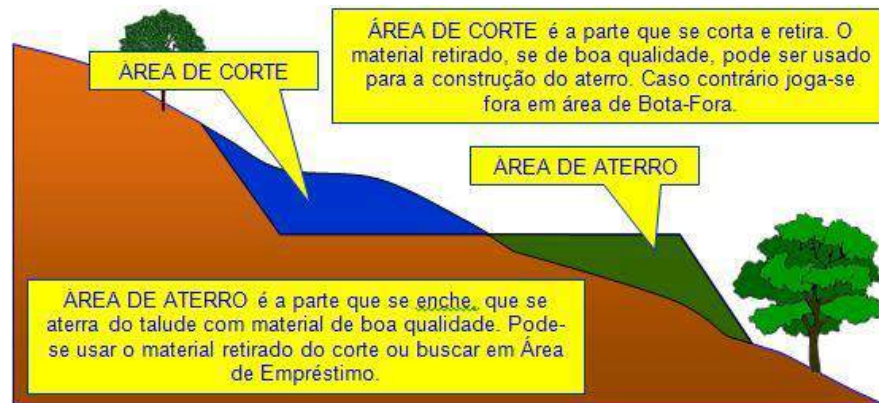 ÁREA DE CORTE é a parte que se corta e retira. O
material retirado, se de boa qualidade, pode ser usado
para a construção do aterro. Caso contrário joga-se
fora em área de Bota-Fora.
ÁREA DE CORTE
ÁREA DE ATERRO
ÁREA DE ATERRO é a parte que se enche, que se
aterra do talude com material de boa qualidade. Pode-
se usar o material retirado do corte ou buscar em Área
de Empréstimo.